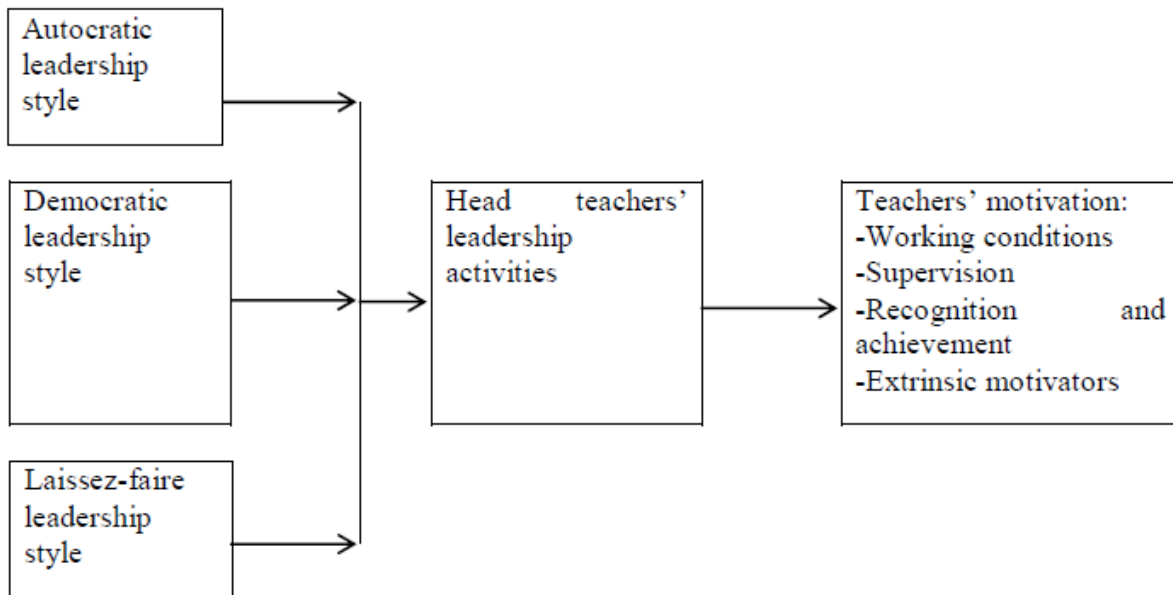 Autocratic
leadership
style
Democratic
leadership
style
Laissez-faire
leadership
style
Head teachers’
leadership
activities
Teachers’ motivation:
-Working conditions
-Supervision
-Recognition and
achievement
-Extrinsic motivators